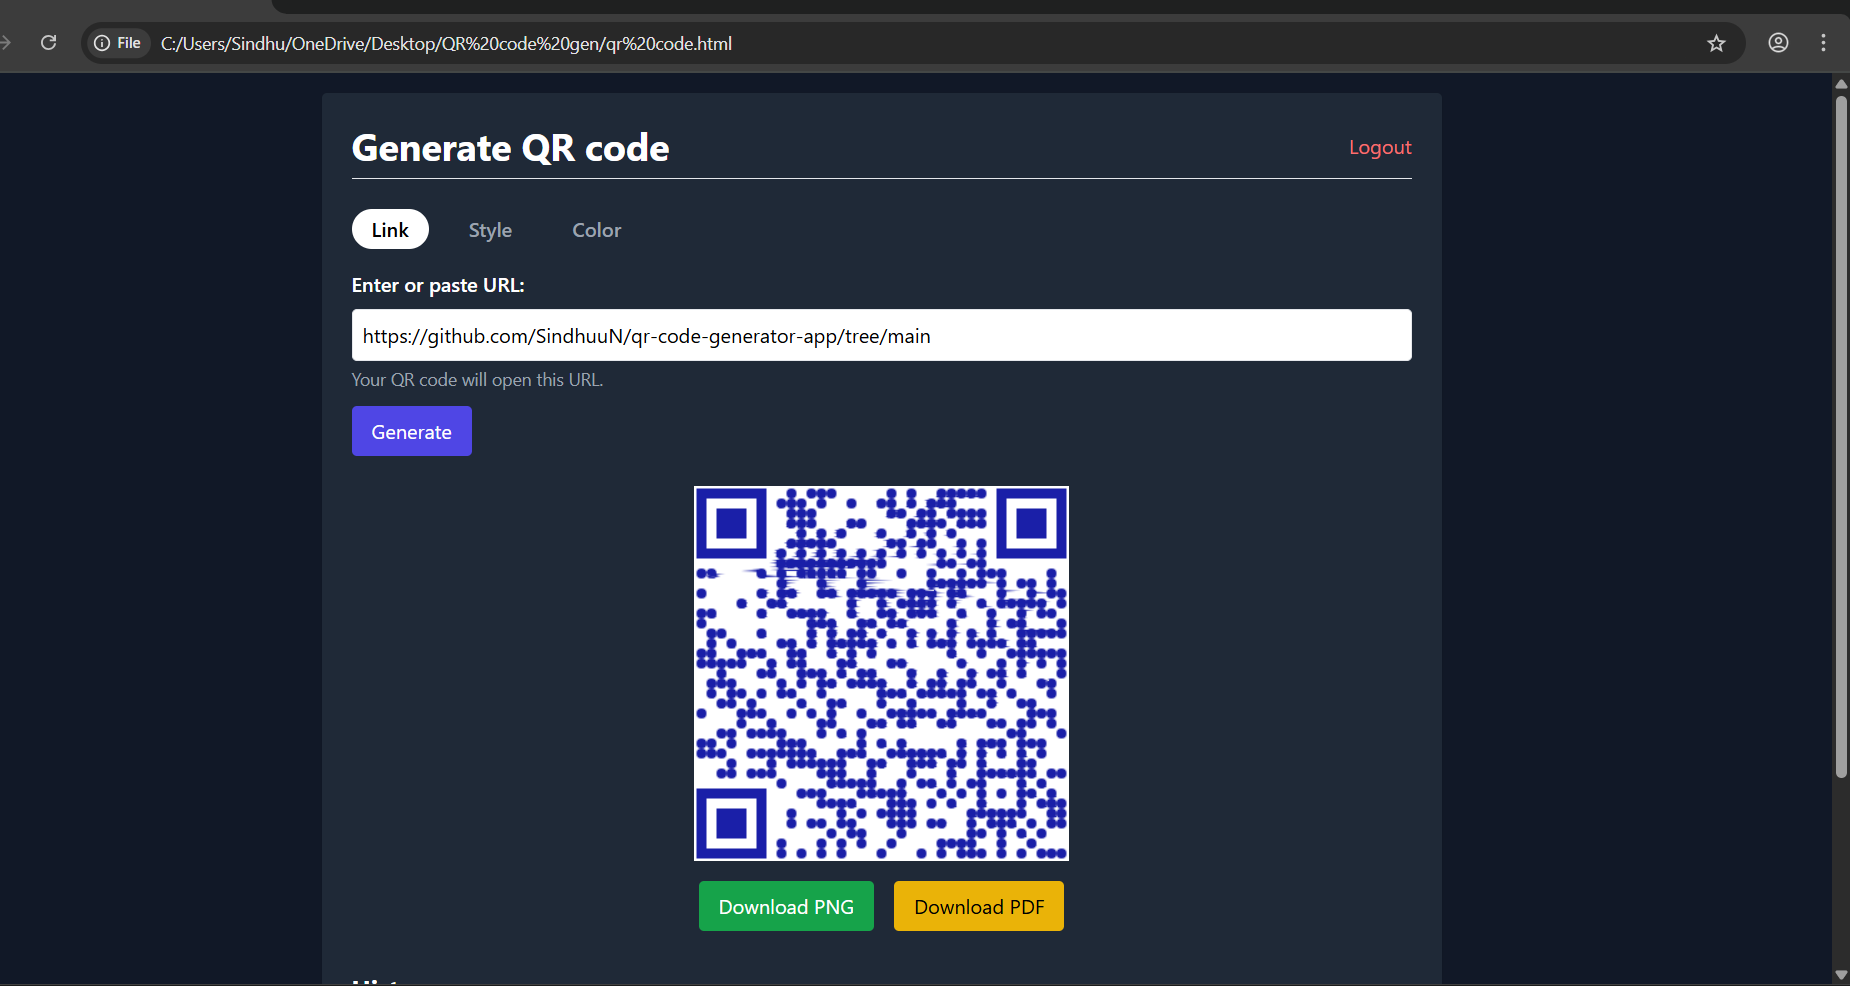 File C:/Users/Sindhu/OneDrive/Desktop/QR%20code%20gen/qr%20code.html
Generate QR code
Logout
Link Style Color
Enter or paste URL:
https://github.com/SindhuuN/qr-code-generator-app/tree/main
Your QR code will open this URL.
Generate
Download PNG Download PDF